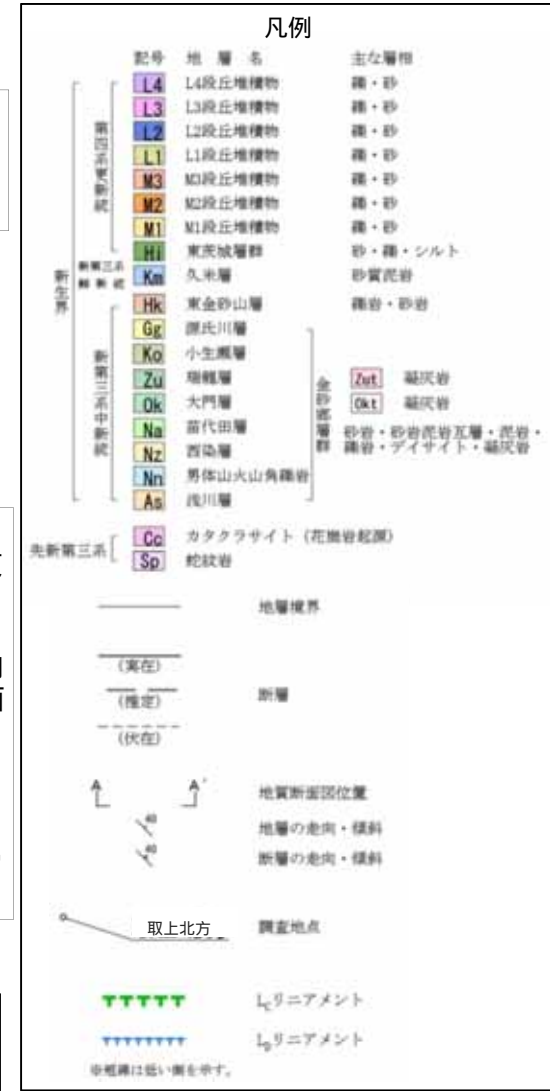 凡例
記号 地層名 主な層相
L4 L4段丘堆積物 礫・砂
L3 L3段丘堆積物 礫・砂
L2 L2段丘堆積物 礫・砂
L1 L1段丘堆積物 礫・砂
M3 M3段丘堆積物 礫・砂
M2 M2段丘堆積物 礫・砂
M1 M1段丘堆積物 礫・砂
Hi 東茨城層群 砂・礫・シルト
Km 久米層 砂質泥岩
Hk 東金砂山層 礫岩・砂岩
Gg 源氏川層
Ko 小生瀬層
Zu 瑞龍層
Ok 大門層
Na 苗代田層
Nz 西染層
Nn 男体山火山角礫岩
As 浅川層
新生界
第四系更新統
新第三系鮮新統
新第三系中新統
金砂郷層群
Zut 凝灰岩
Okt 凝灰岩
砂岩・砂岩泥岩互層・泥岩・
礫岩・デイサイト・凝灰岩
先新第三系
Cc カタクラサイト(花崗岩起源)
Sp 蛇紋岩
地層境界
(実在)
(推定) 断層
(伏在)
A A' 地質断面図位置
40 地層の走向・傾斜
40 断層の走向・傾斜
取上北方 調査地点
LCリニアメント
LDリニアメント
※短線は低い側を示す。